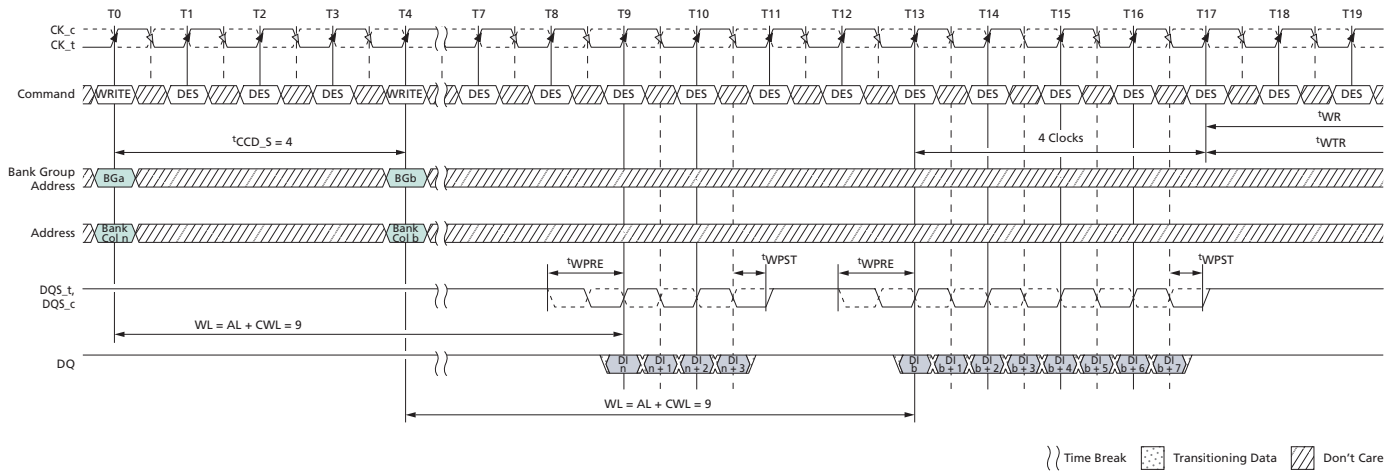 T0 T1 T2 T3 T4 T7 T8 T9 T10 T11 T12 T13 T14 T15 T16 T17 T18 T19
CK_c
CK_t
Command WRITE DES DES DES WRITE DES DES DES DES DES DES DES DES DES DES DES DES DES
tWR
tCCD_S = 4 4 Clocks tWTR
Bank Group
Address BGa BGb
Address Bank Col n Bank Col b
tWPRE tWPST tWPRE tWPST
DQS_t,
DQS_c
WL = AL + CWL = 9
DQ DI n DI n + 1 DI n + 2 DI n + 3 DI b DI b + 1 DI b + 2 DI b + 3 DI b + 4 DI b + 5 DI b + 6 DI b + 7
WL = AL + CWL = 9
Time Break Transitioning Data Don't Care